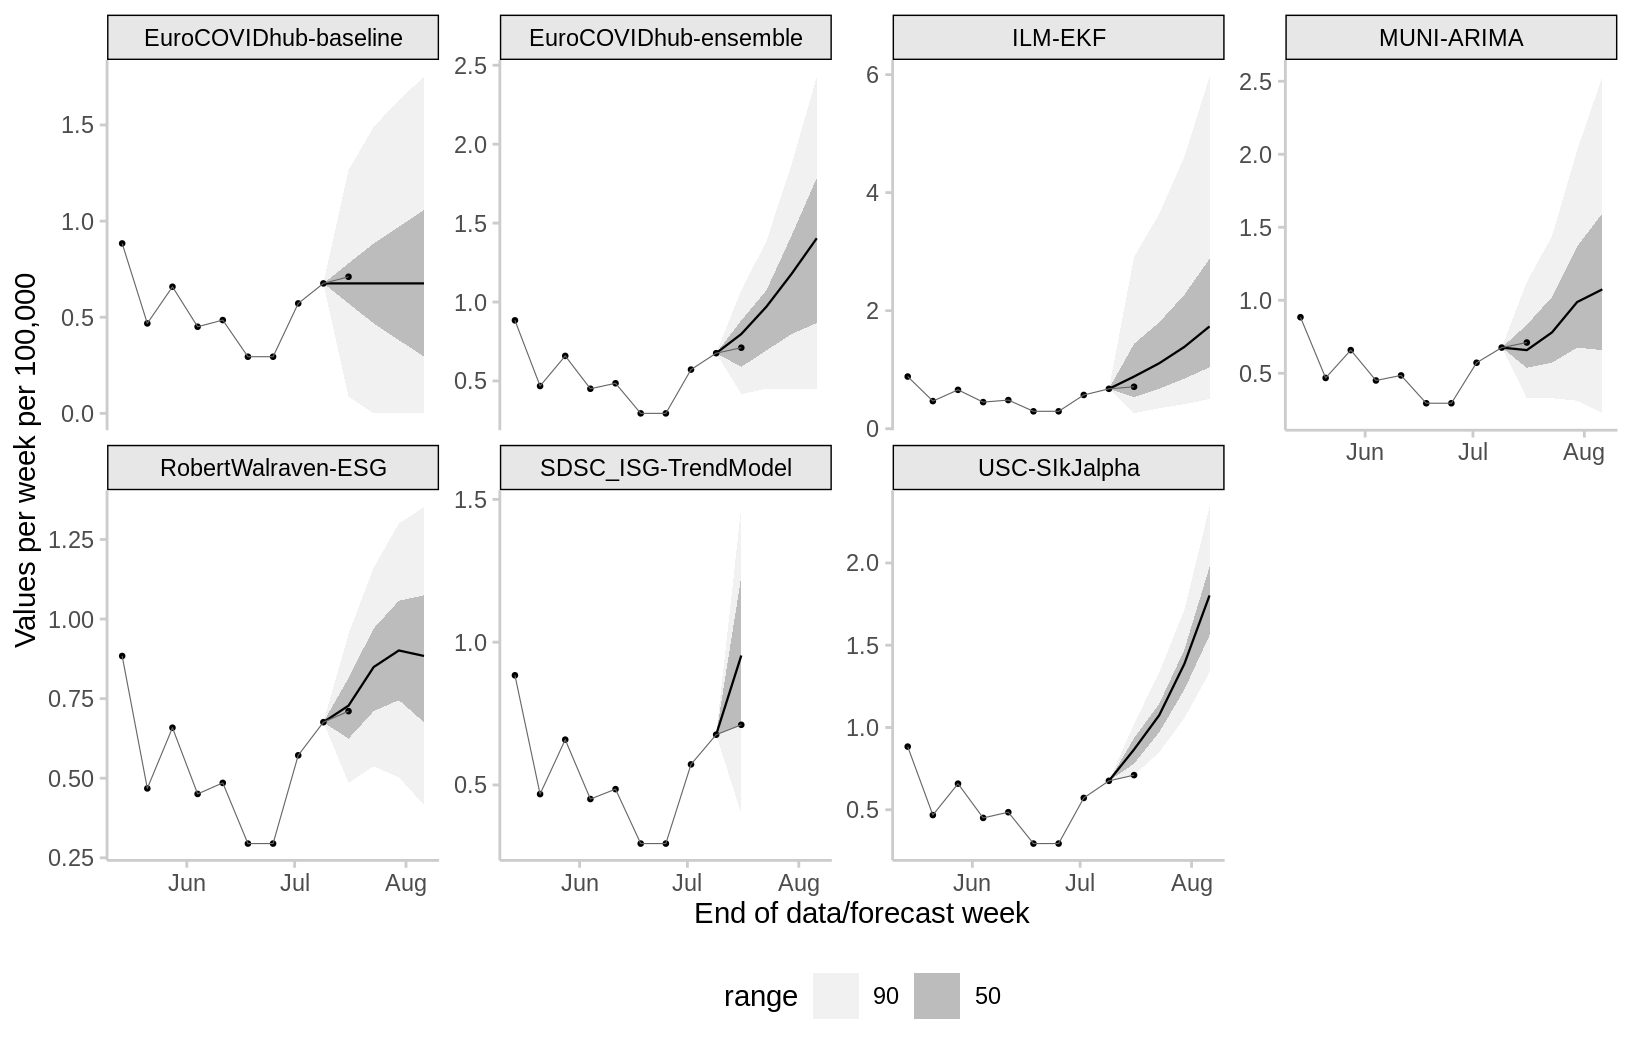 EuroCOVIDhub-baseline
EuroCOVIDhub-ensemble
ILM-EKF
MUNI-ARIMA
1.5
1.0
0.5
0.0
2.5
2.0
1.5
1.0
0.5
6
4
2
0
2.5
2.0
1.5
1.0
0.5
Jun
Jul
Aug
Values per week per 100,000
RobertWalraven-ESG
SDSC_ISG-TrendModel
USC-SIkJalpha
1.25
1.00
0.75
0.50
0.25
1.5
1.0
0.5
2.0
1.5
1.0
0.5
Jun
Jul
Aug
Jun
Jul
Aug
Jun
Jul
Aug
End of data/forecast week
range
90
50